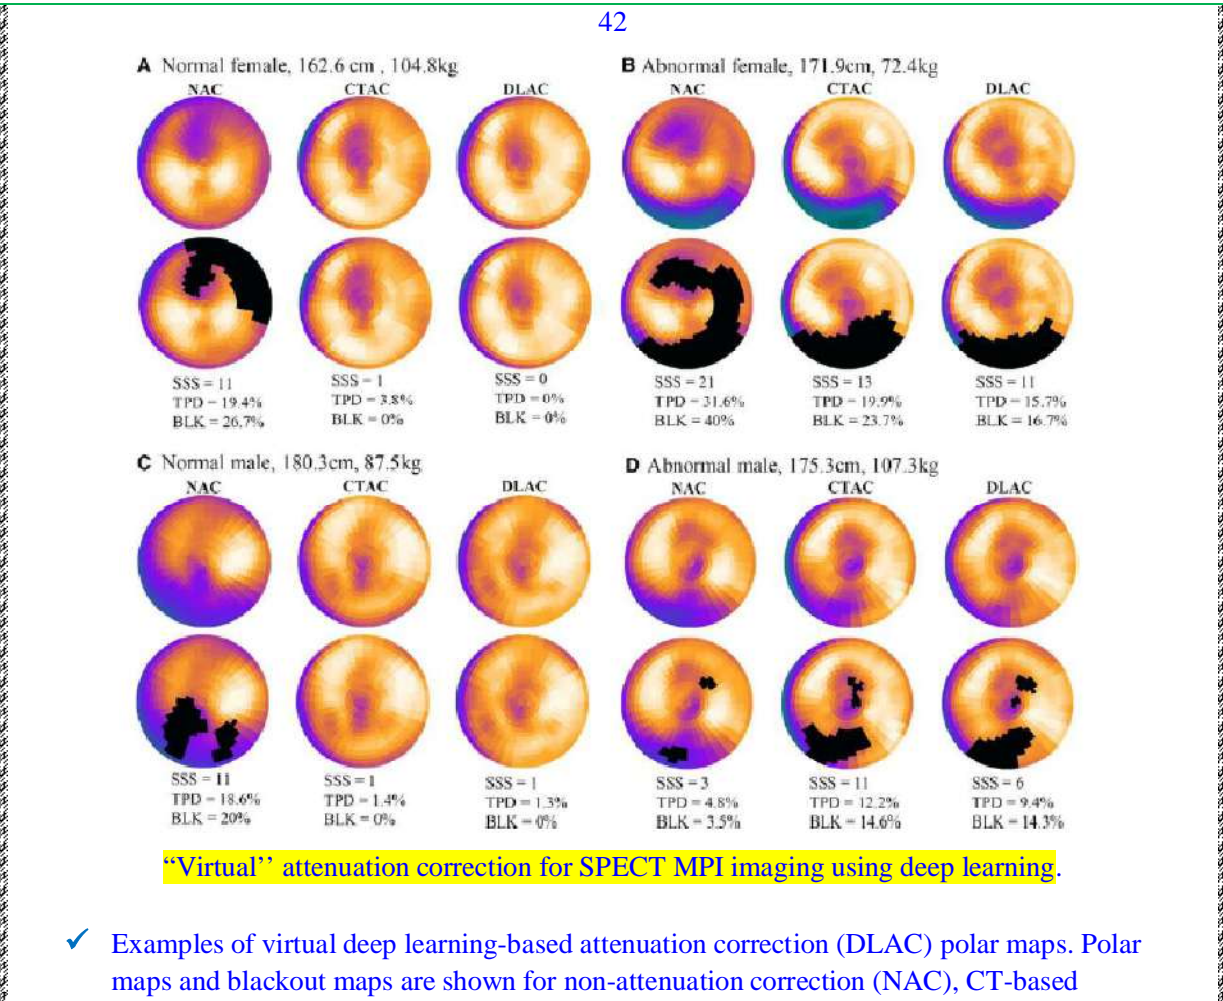 42
A Normal female, 162.6 cm , 104.8kg
NAC CTAC DLAC
SSS = 11
TPD = 19.4%
BLK = 26.7%
SSS = 1
TPD = 3.8%
BLK = 0%
SSS = 0
TPD = 0%
BLK = 0%
B Abnormal female, 171.9cm, 72.4kg
NAC CTAC DLAC
SSS = 21
TPD = 31.6%
BLK = 40%
SSS = 13
TPD = 19.9%
BLK = 23.7%
SSS = 11
TPD = 15.7%
BLK = 16.7%
C Normal male, 180.3cm, 87.5kg
NAC CTAC DLAC
SSS = 11
TPD = 18.6%
BLK = 20%
SSS = 1
TPD = 1.4%
BLK = 0%
SSS = 1
TPD = 1.3%
BLK = 0%
D Abnormal male, 175.3cm, 107.3kg
NAC CTAC DLAC
SSS = 3
TPD = 4.8%
BLK = 3.5%
SSS = 11
TPD = 12.2%
BLK = 14.6%
SSS = 6
TPD = 9.4%
BLK = 14.3%
“Virtual’’ attenuation correction for SPECT MPI imaging using deep learning.
✓ Examples of virtual deep learning-based attenuation correction (DLAC) polar maps. Polar
maps and blackout maps are shown for non-attenuation correction (NAC), CT-based